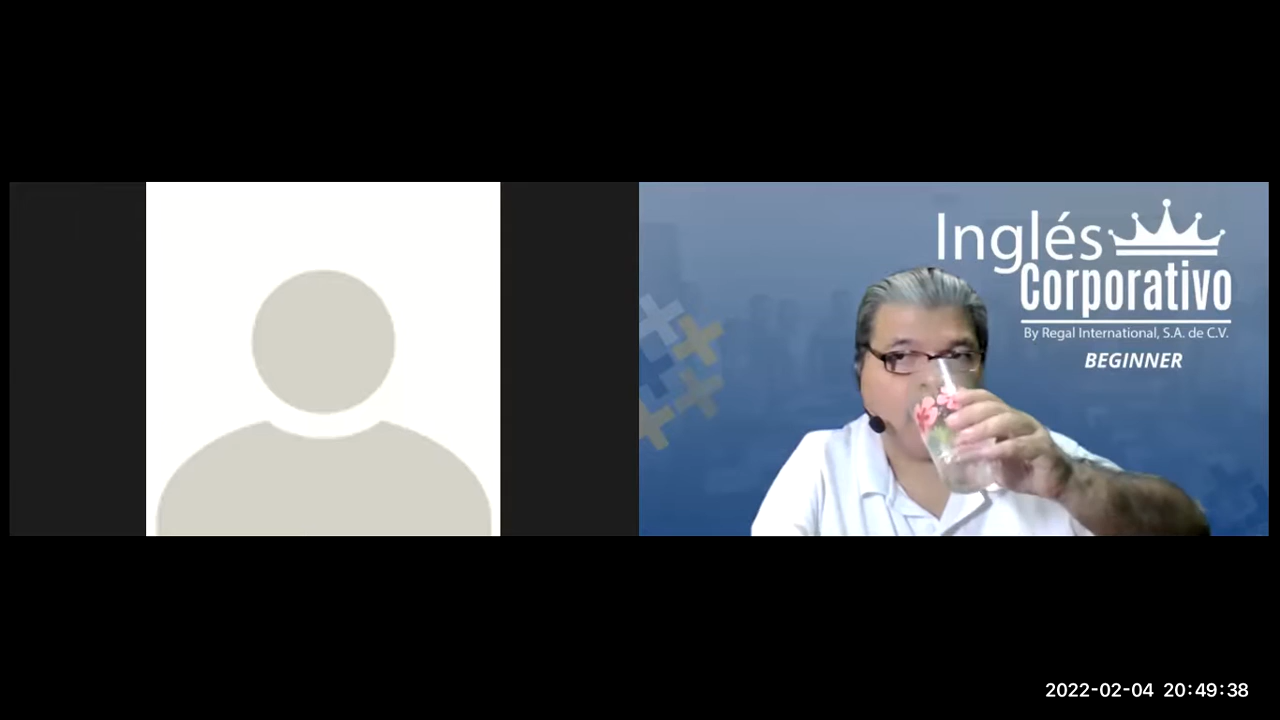 Inglés
Corporativo
By Regal International, S.A. de C.V.
BEGINNER
2022-02-04 20:49:38